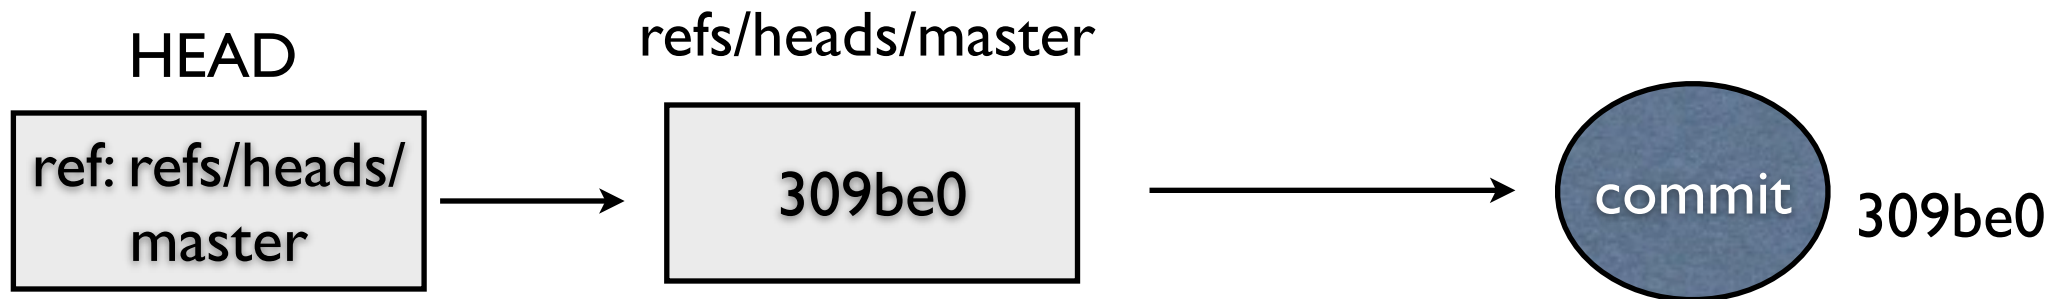 HEAD
ref: refs/heads/
master
refs/heads/master
309be0
commit
309be0